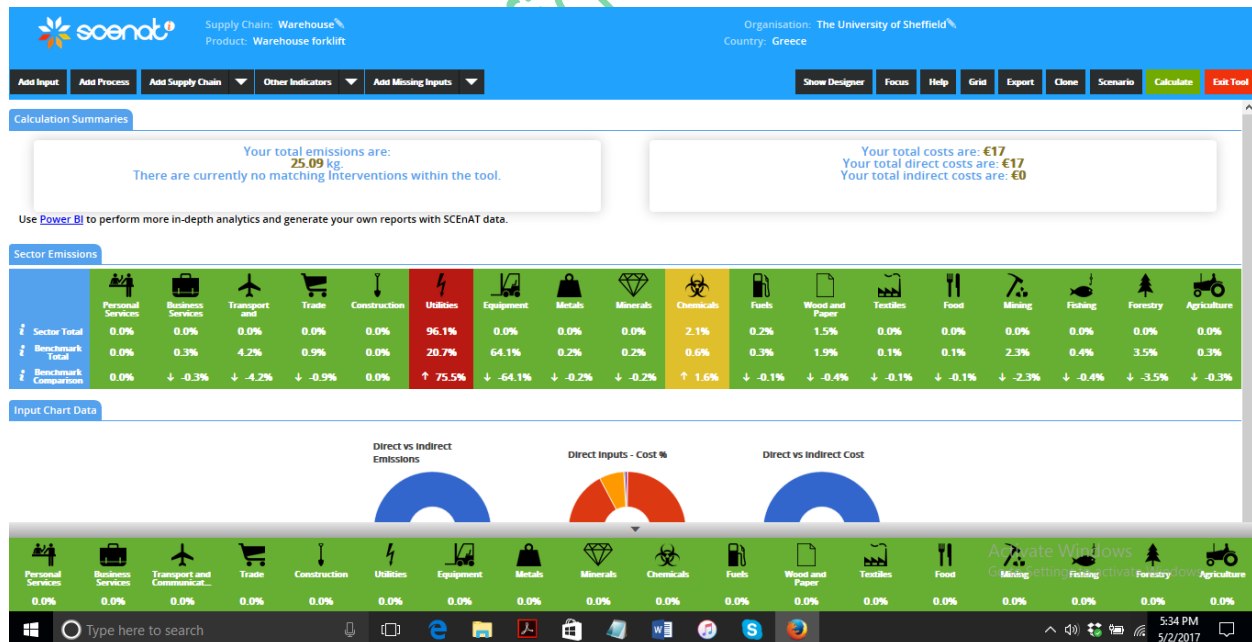 scenat
Supply Chain: Warehouse
Product: Warehouse forklift
Organisation: The University of Sheffield
Country: Greece
Add Input Add Process Add Supply Chain Other Indicators Add Missing Inputs Show Designer Focus Help Grid Export Clone Scenario Calculate Exit Tool
Calculation Summaries
Your total emissions are:
25.09 kg.
There are currently no matching Interventions within the tool.
Your total costs are: €17
Your total direct costs are: €17
Your total indirect costs are: €0
Use Power BI to perform more in-depth analytics and generate your own reports with SCEnAT data.
Sector Emissions
Personal Services Business Services Transport and Trade Construction Utilities Equipment Metals Minerals Chemicals Fuels Wood and Paper Textiles Food Mining Fishing Forestry Agriculture
i Sector Total 0.0% 0.0% 0.0% 0.0% 0.0% 96.1% 0.0% 0.0% 0.0% 2.1% 0.2% 1.5% 0.0% 0.0% 0.0% 0.0% 0.0% 0.0%
i Benchmark Total 0.0% 0.3% 4.2% 0.9% 0.0% 20.7% 64.1% 0.2% 0.2% 0.6% 0.3% 1.9% 0.1% 0.1% 2.3% 0.4% 3.5% 0.3%
i Benchmark Comparison 0.0% ↓ -0.3% ↓ -4.2% ↓ -0.9% 0.0% ↑ 75.5% ↓ -64.1% ↓ -0.2% ↓ -0.2% ↑ 1.6% ↓ -0.1% ↓ -0.4% ↓ -0.1% ↓ -0.1% ↓ -2.3% ↓ -0.4% ↓ -3.5% ↓ -0.3%
Input Chart Data
Direct vs Indirect
Emissions
Direct Inputs - Cost %
Direct vs Indirect Cost
Activate Windows
Personal Services Business Services Transport and Communicat... Trade Construction Utilities Equipment Metals Minerals Chemicals Fuels Wood and Paper Textiles Food Mining Fishing Forestry Agriculture
0.0% 0.0% 0.0% 0.0% 0.0% 0.0% 0.0% 0.0% 0.0% 0.0% 0.0% 0.0% 0.0% 0.0% 0.0% 0.0% 0.0% 0.0%
Type here to search
5:34 PM
5/2/2017